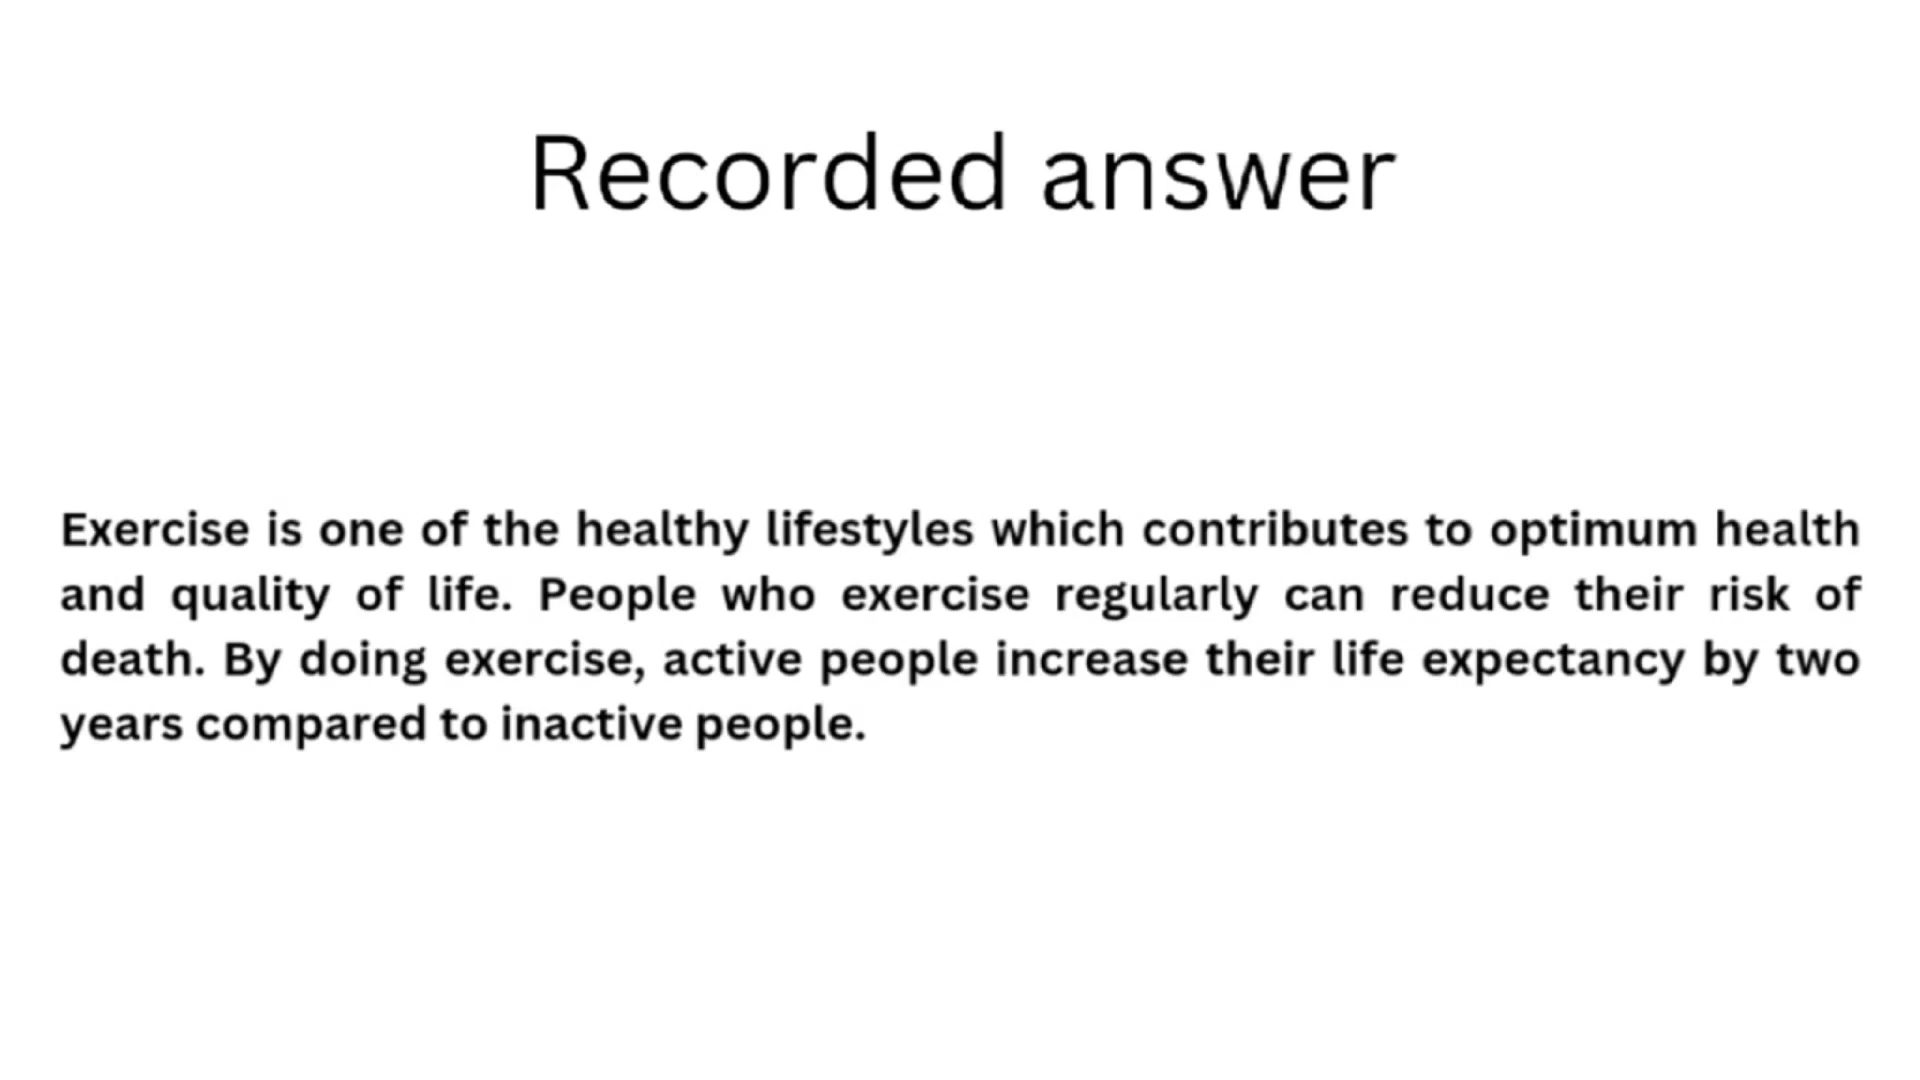 Recorded answer
Exercise is one of the healthy lifestyles which contributes to optimum health
and quality of life. People who exercise regularly can reduce their risk of
death. By doing exercise, active people increase their life expectancy by two
years compared to inactive people.